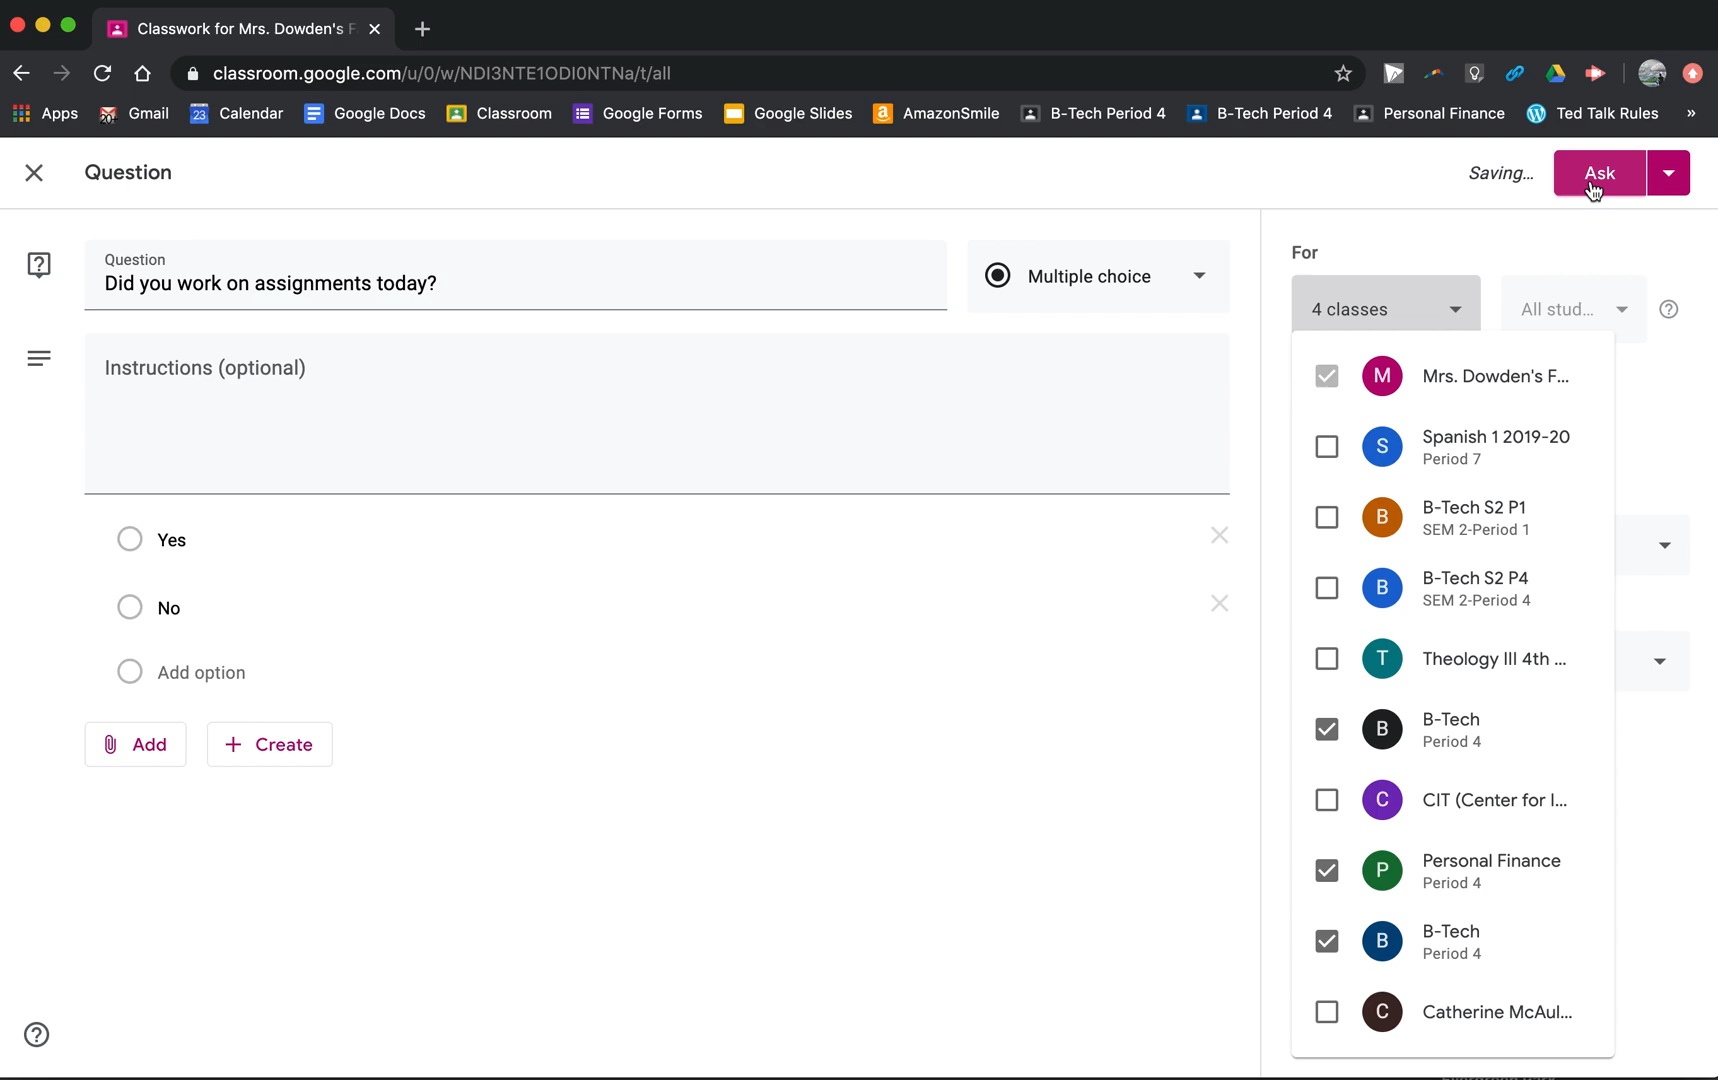 Classwork for Mrs. Dowden's F
classroom.google.com/u/0/w/NDI3NTE1ODI0NTNa/t/all
Apps
Gmail
Calendar
Google Docs
Classroom
Google Forms
Google Slides
AmazonSmile
B-Tech Period 4
B-Tech Period 4
Personal Finance
Ted Talk Rules
»
Question
Saving...
Ask
Question
Did you work on assignments today?
Multiple choice
Instructions (optional)
Yes
No
Add option
Add
Create
For
4 classes
All stud...
M
Mrs. Dowden's F...
S
Spanish 1 2019-20
Period 7
B
B-Tech S2 P1
SEM 2-Period 1
B
B-Tech S2 P4
SEM 2-Period 4
T
Theology III 4th ...
B
B-Tech
Period 4
C
CIT (Center for I...
P
Personal Finance
Period 4
B
B-Tech
Period 4
C
Catherine McAul...